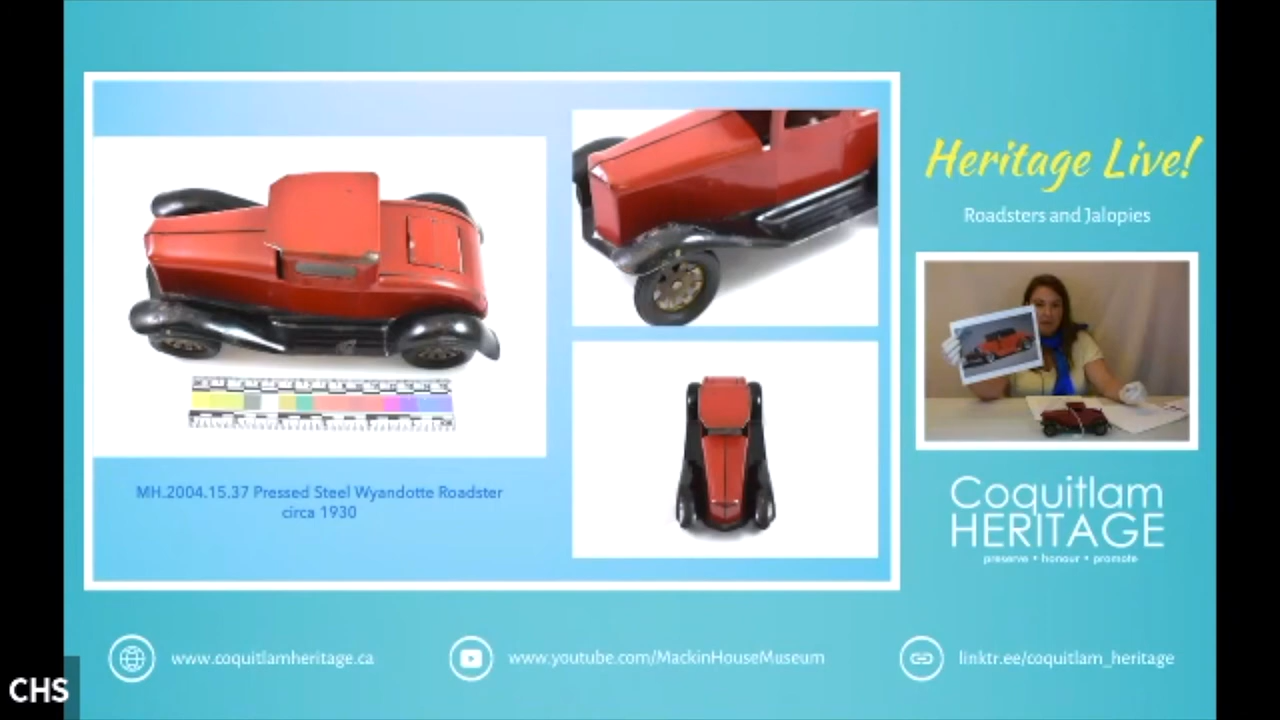 MH.2004.15.37 Pressed Steel Wyandotte Roadster
circa 1930
Heritage Live!
Roadsters and Jalopies
Coquitlam
HERITAGE
preserve • honour • promote
www.coquitlamheritage.ca
www.youtube.com/MackinHouseMuseum
linktr.ee/coquitlam_heritage
CHS